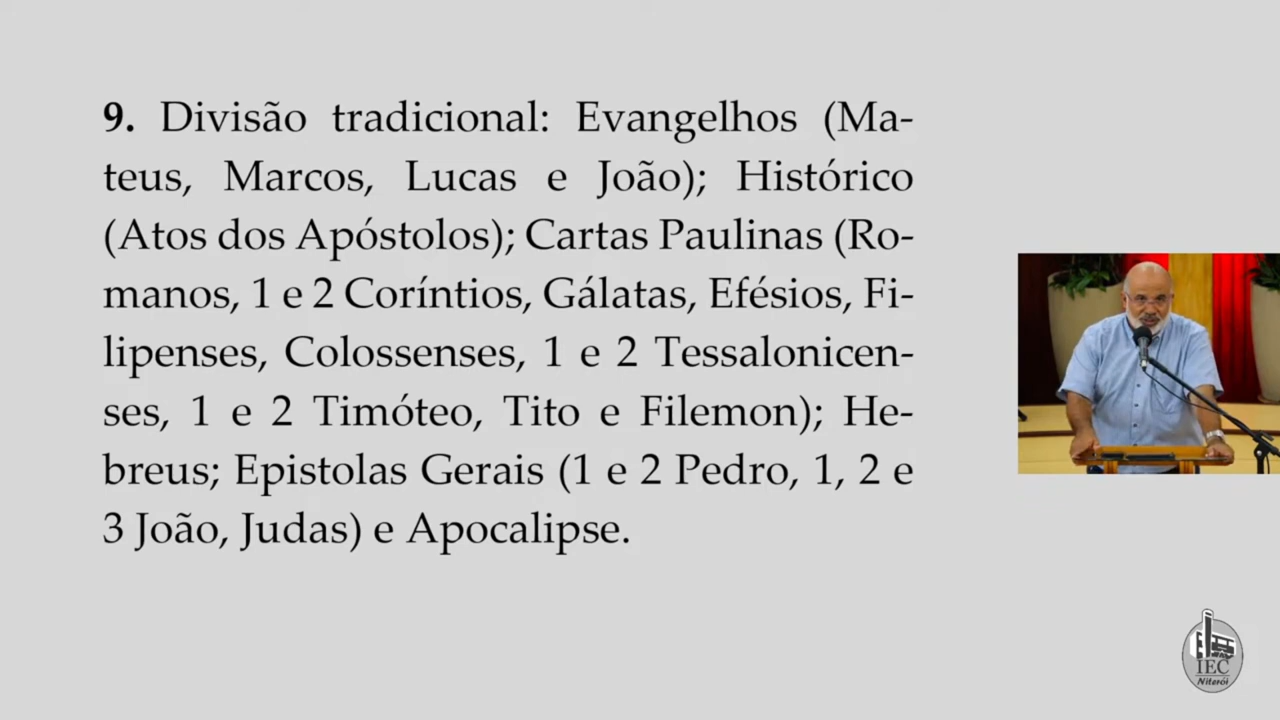 9. Divisão tradicional: Evangelhos (Ma-
teus, Marcos, Lucas e João); Histórico
(Atos dos Apóstolos); Cartas Paulinas (Ro-
manos, 1 e 2 Coríntios, Gálatas, Efésios, Fi-
lipenses, Colossenses, 1 e 2 Tessalonicen-
ses, 1 e 2 Timóteo, Tito e Filemon); He-
breus; Epistolas Gerais (1 e 2 Pedro, 1, 2 e
3 João, Judas) e Apocalipse.
IEC
Niterói